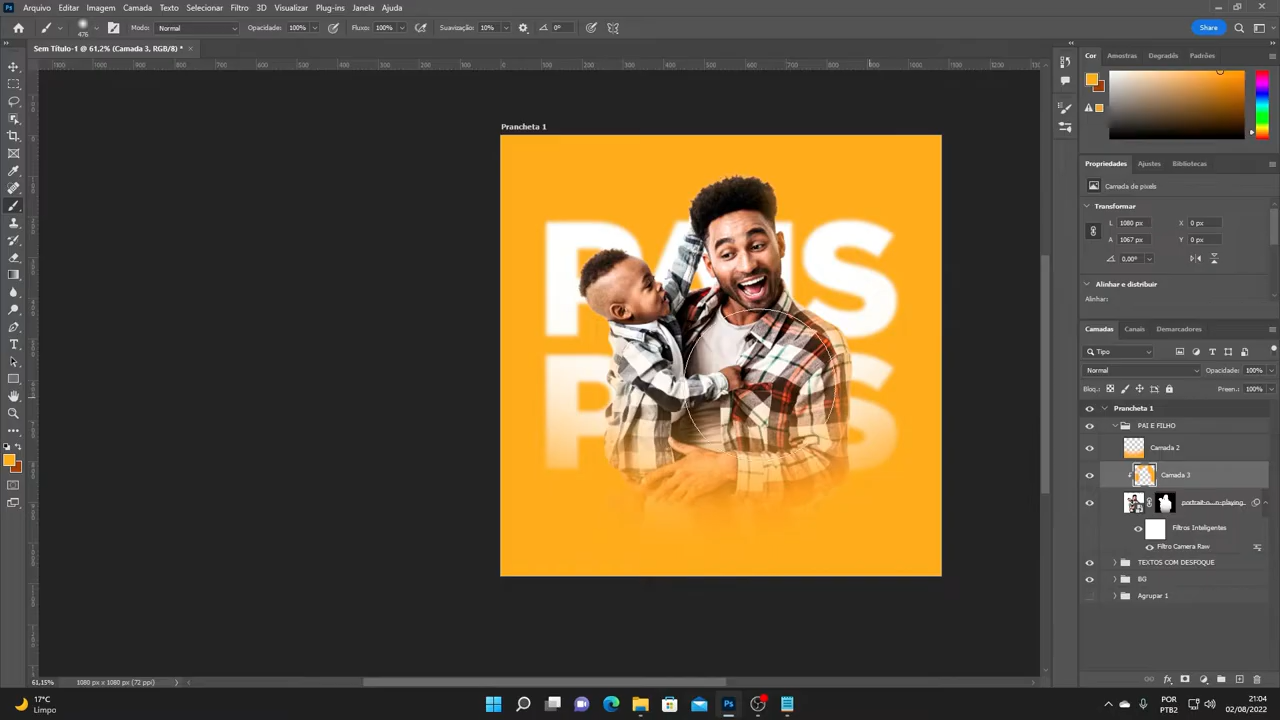 Arquivo Editar Imagem Camada Texto Selecionar Filtro 3D Visualizar Plug-ins Janela Ajuda
476 Modo: Normal Opacidade: 100% Fluxo: 100% Suavização: 10% 0° Share
Sem Título-1 @ 61,2% (Camada 3, RGB/8) * ×
Cor Amostras Degradês Padrões
Prancheta 1
PAIS
PAIS
Propriedades Ajustes Bibliotecas
Camada de pixels
Transformar
L 1080 px X 0 px
A 1067 px Y 0 px
0,00°
Alinhar e distribuir
Alinhar:
Camadas Canais Demarcadores
Tipo
Normal Opacidade: 100%
Bloq.: Preen.: 100%
Prancheta 1
PAI E FILHO
Camada 2
Camada 3
portrait-o...n-playing
Filtros Inteligentes
Filtro Camera Raw
TEXTOS COM DESFOQUE
BG
Agrupar 1
61,15% 1080 px x 1080 px (72 ppi)
17°C
Limpo
POR
PTB2
21:04
02/08/2022